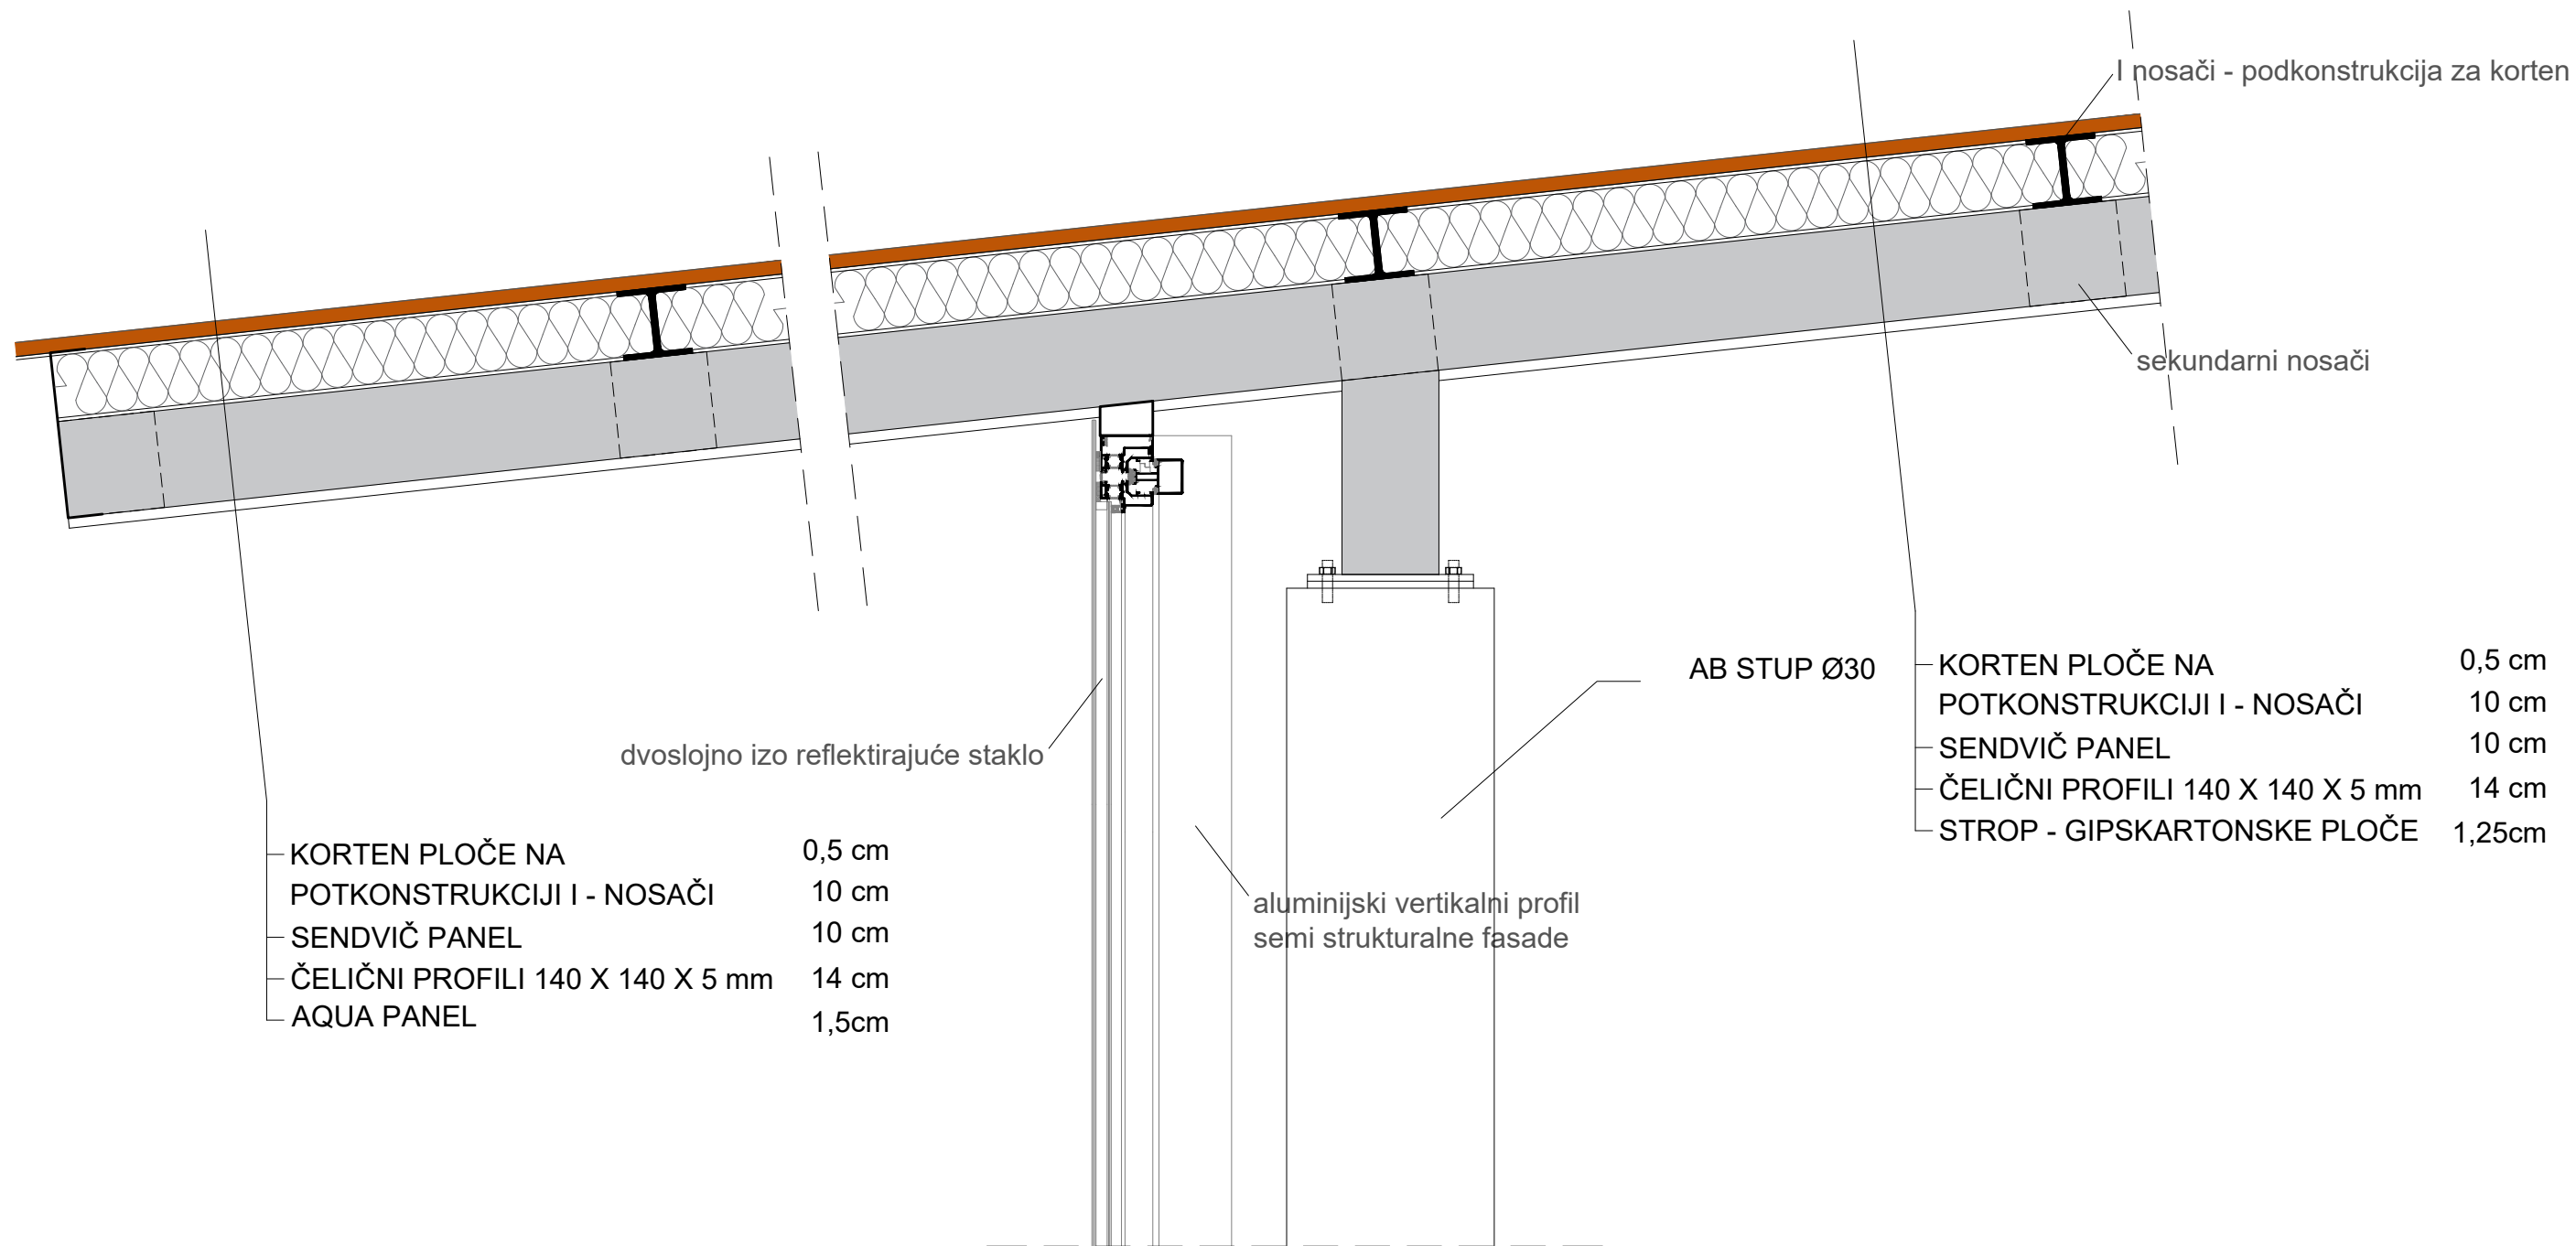 I nosači - podkonstrukcija za korten
sekundarni nosači
AB STUP Ø30
KORTEN PLOČE NA 0,5 cm
POTKONSTRUKCIJI I - NOSAČI 10 cm
SENDVIČ PANEL 10 cm
ČELIČNI PROFILI 140 X 140 X 5 mm 14 cm
STROP - GIPSKARTONSKE PLOČE 1,25cm
dvoslojno izo reflektirajuće staklo
KORTEN PLOČE NA 0,5 cm
POTKONSTRUKCIJI I - NOSAČI 10 cm
SENDVIČ PANEL 10 cm
ČELIČNI PROFILI 140 X 140 X 5 mm 14 cm
AQUA PANEL 1,5cm
aluminijski vertikalni profil
semi strukturalne fasade